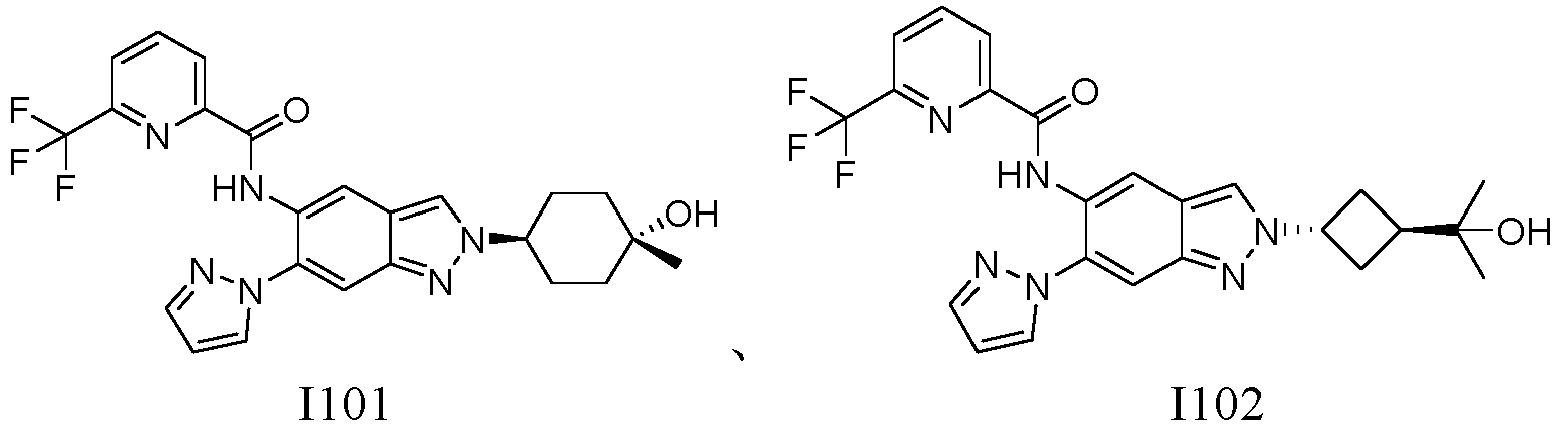 F F F N O HN N N N N OH
、
F F F N O HN N N N N OH
I101 I102